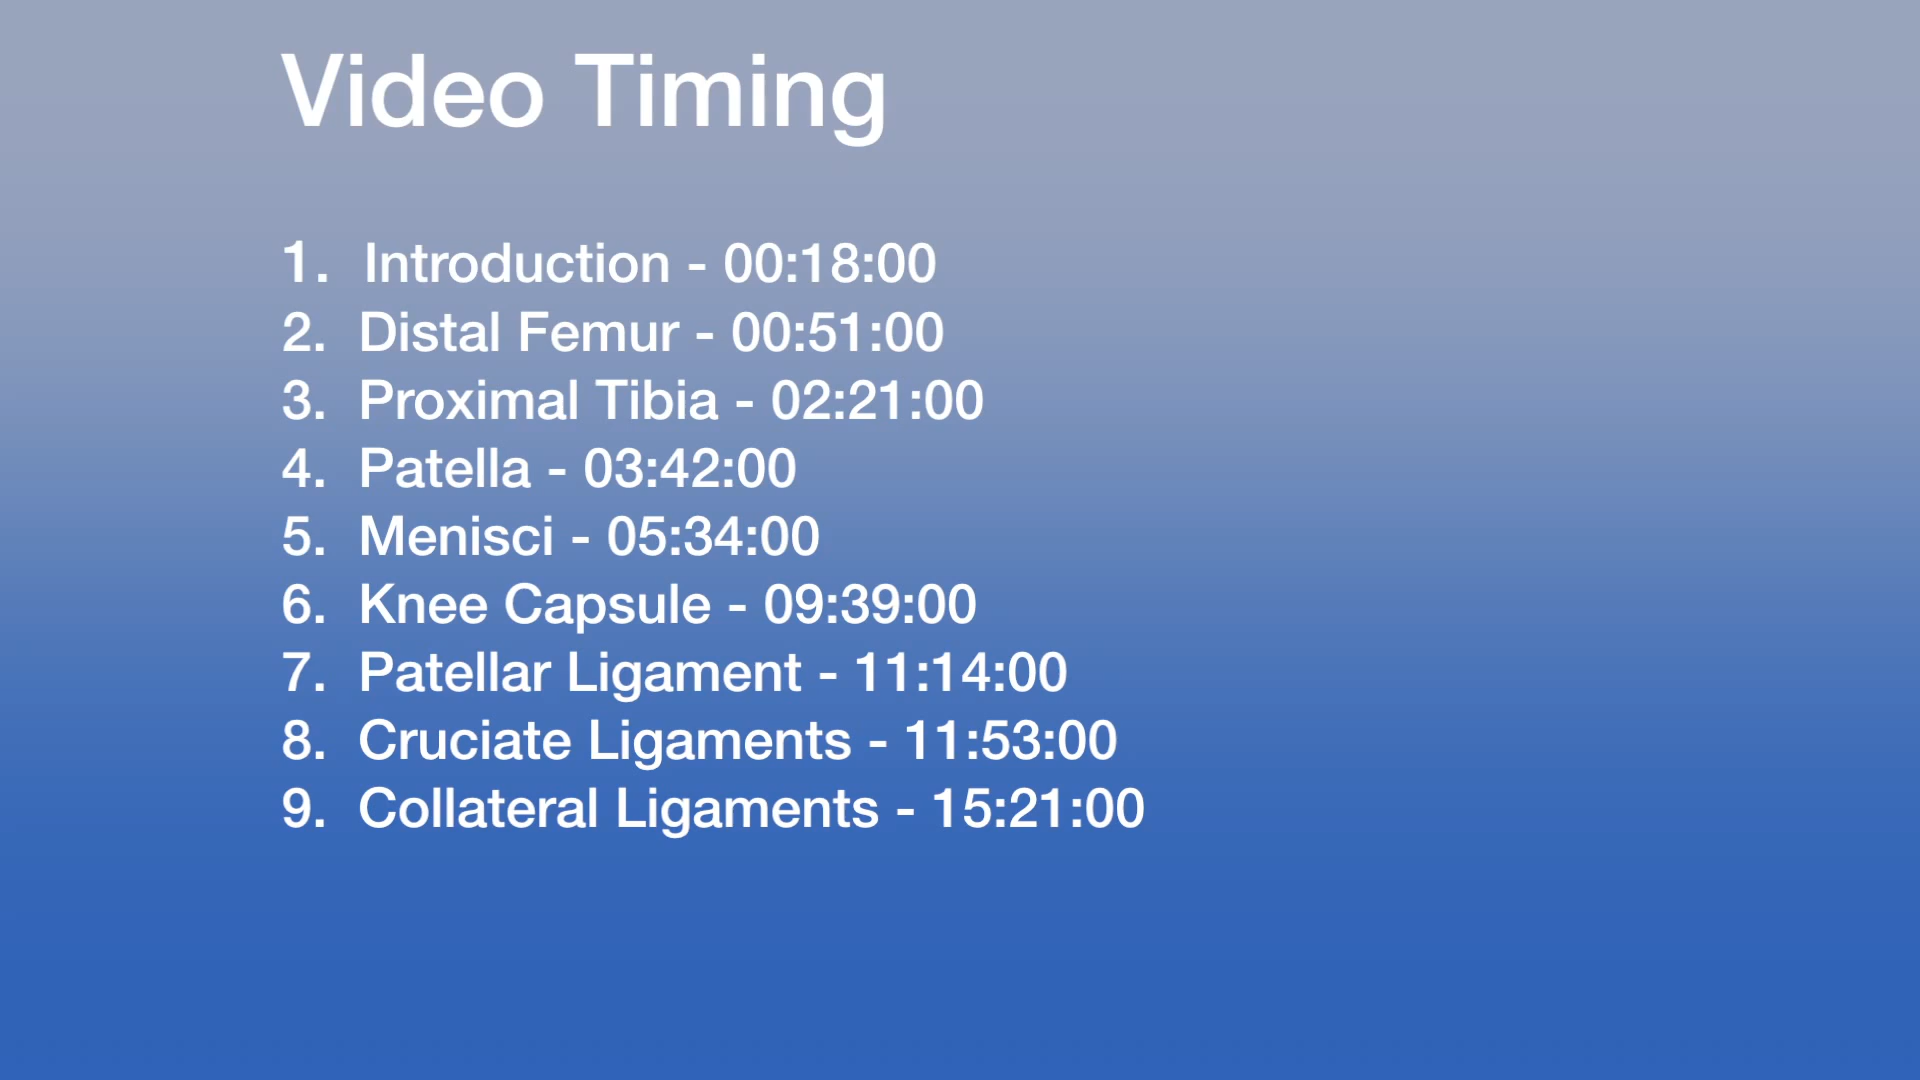 Video Timing
1. Introduction - 00:18:00
2. Distal Femur - 00:51:00
3. Proximal Tibia - 02:21:00
4. Patella - 03:42:00
5. Menisci - 05:34:00
6. Knee Capsule - 09:39:00
7. Patellar Ligament - 11:14:00
8. Cruciate Ligaments - 11:53:00
9. Collateral Ligaments - 15:21:00